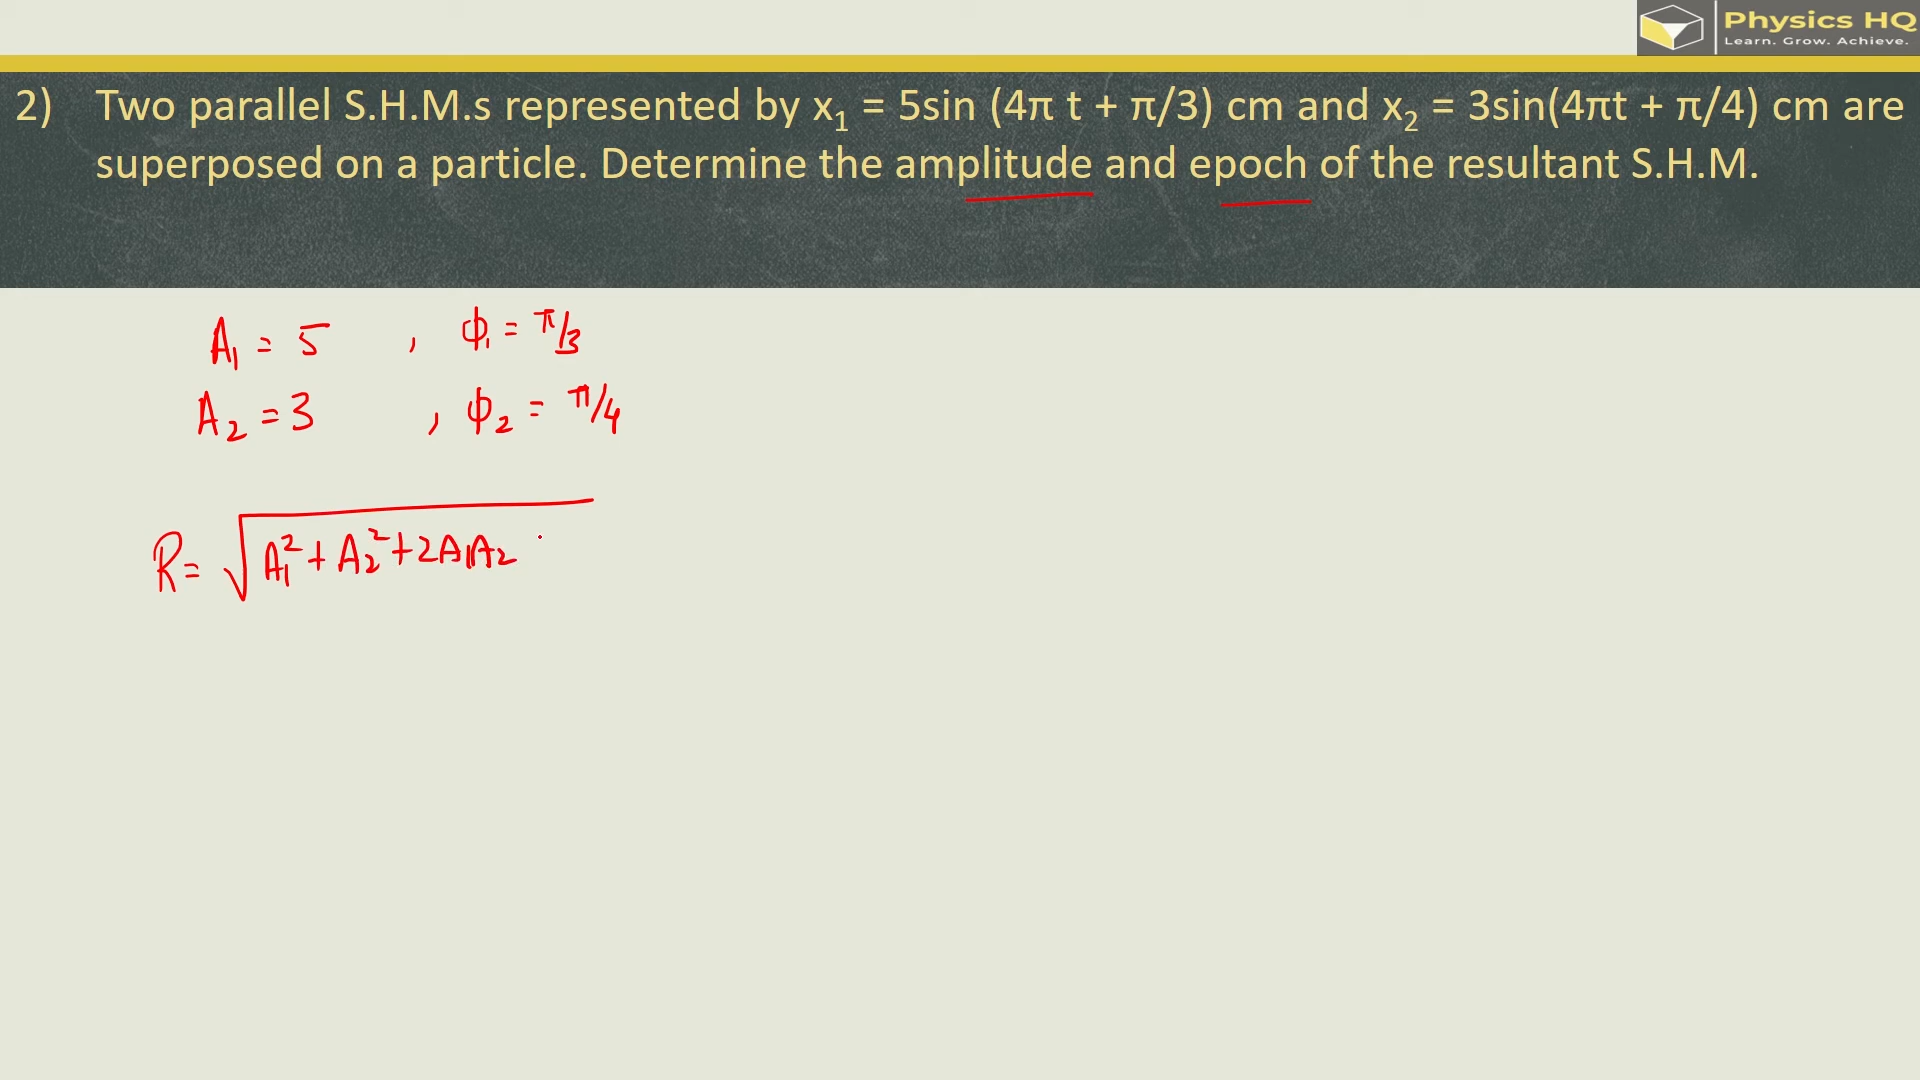 Physics HQ
Learn. Grow. Achieve.
2) Two parallel S.H.M.s represented by x₁ = 5sin (4π t + π/3) cm and x₂ = 3sin(4πt + π/4) cm are
superposed on a particle. Determine the amplitude and epoch of the resultant S.H.M.
A₁ = 5 , ϕ₁ = π/3
A₂ = 3 , ϕ₂ = π/4
R = √A₁² + A₂² + 2A₁A₂